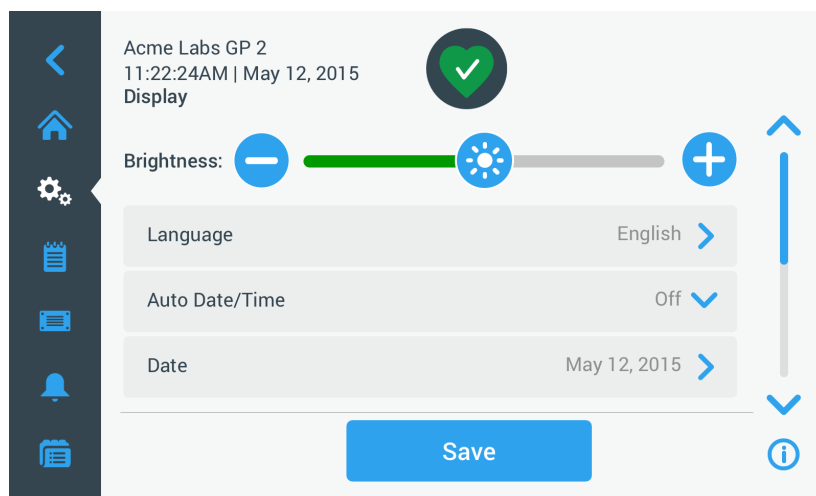 Acme Labs GP 2
11:22:24AM | May 12, 2015
Display
Brightness:
Language English
Auto Date/Time Off
Date May 12, 2015
Save